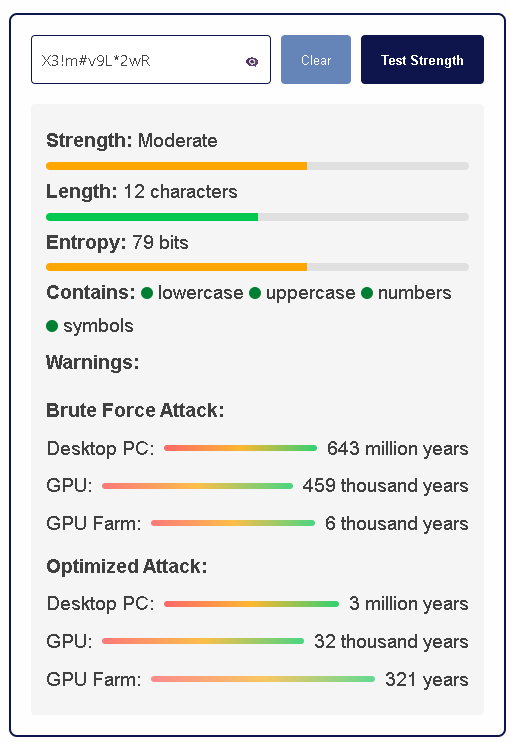 X3!m#v9L*2wR
Clear
Test Strength
Strength: Moderate
Length: 12 characters
Entropy: 79 bits
Contains: lowercase uppercase numbers
symbols
Warnings:
Brute Force Attack:
Desktop PC: 643 million years
GPU: 459 thousand years
GPU Farm: 6 thousand years
Optimized Attack:
Desktop PC: 3 million years
GPU: 32 thousand years
GPU Farm: 321 years